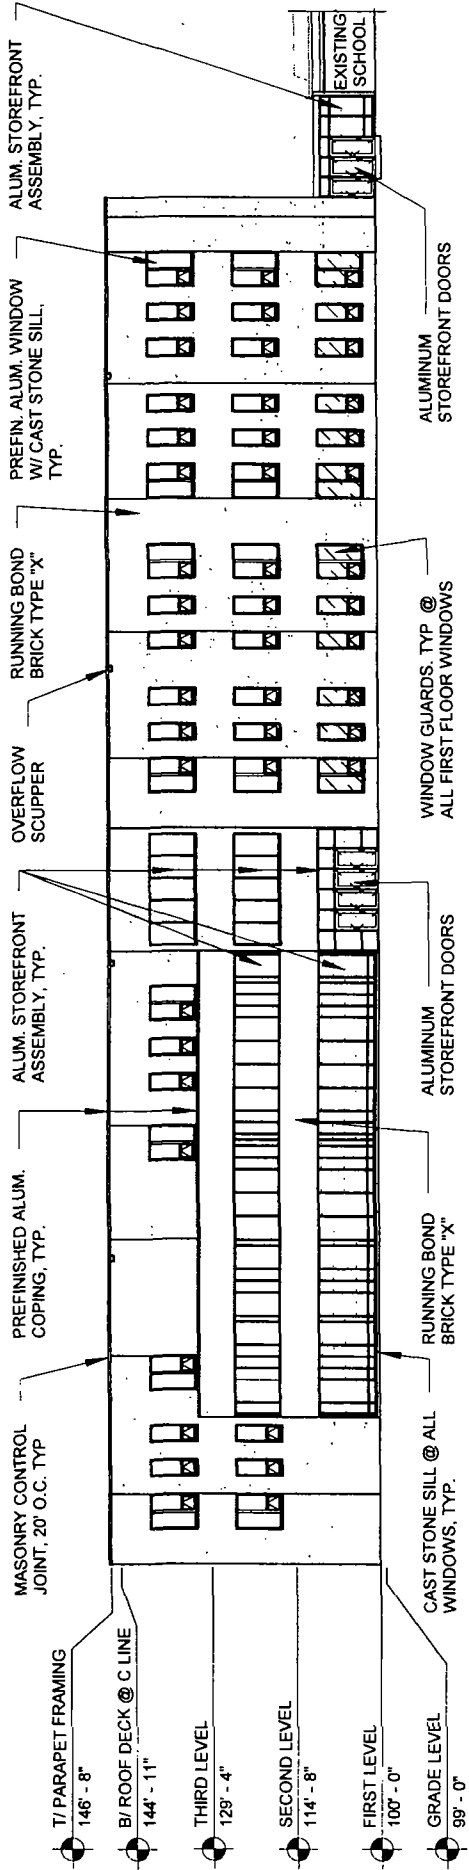 MASONRY CONTROL
JOINT, 20' O.C. TYP
PREFINISHED ALUM.
COPING, TYP.
ALUM. STOREFRONT
ASSEMBLY, TYP.
OVERFLOW
SCUPPER
RUNNING BOND
BRICK TYPE "X"
PREFIN. ALUM. WINDOW
W/ CAST STONE SILL,
TYP.
ALUM. STOREFRONT
ASSEMBLY, TYP.
T/ PARAPET FRAMING
146' - 8"
B/ ROOF DECK @ C LINE
144' - 11"
THIRD LEVEL
129' - 4"
SECOND LEVEL
114' - 8"
FIRST LEVEL
100' - 0"
GRADE LEVEL
99' - 0"
CAST STONE SILL @ ALL
WINDOWS, TYP.
RUNNING BOND
BRICK TYPE "X"
ALUMINUM
STOREFRONT DOORS
WINDOW GUARDS. TYP @
ALL FIRST FLOOR WINDOWS
ALUMINUM
STOREFRONT DOORS
EXISTING
SCHOOL